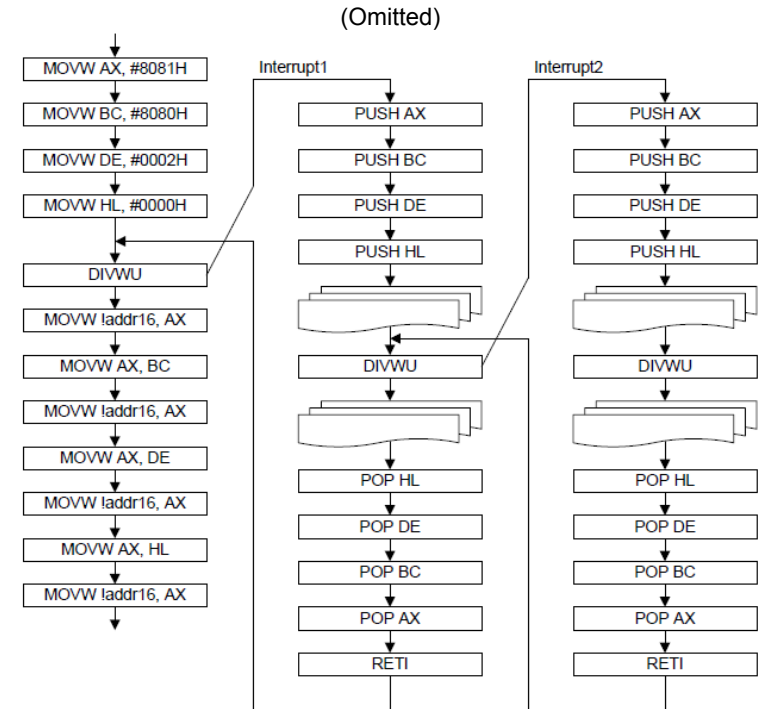 (Omitted)
MOVW AX, #8081H
MOVW BC, #8080H
MOVW DE, #0002H
MOVW HL, #0000H
DIVWU
MOVW !addr16, AX
MOVW AX, BC
MOVW !addr16, AX
MOVW AX, DE
MOVW !addr16, AX
MOVW AX, HL
MOVW !addr16, AX
Interrupt1
PUSH AX
PUSH BC
PUSH DE
PUSH HL
DIVWU
POP HL
POP DE
POP BC
POP AX
RETI
Interrupt2
PUSH AX
PUSH BC
PUSH DE
PUSH HL
DIVWU
POP HL
POP DE
POP BC
POP AX
RETI